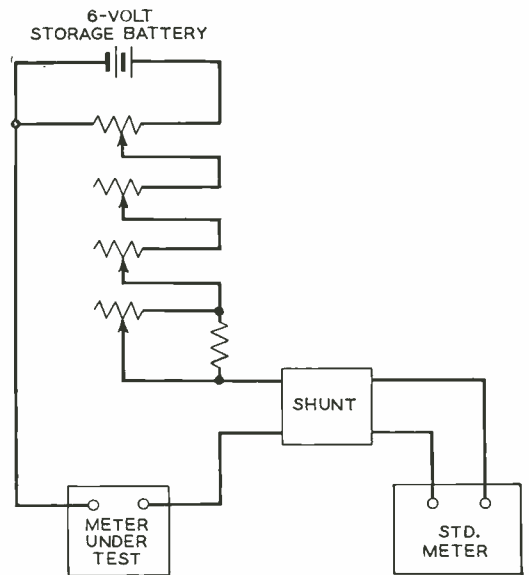 6-VOLT
STORAGE BATTERY
SHUNT
METER
UNDER
TEST
STD.
METER